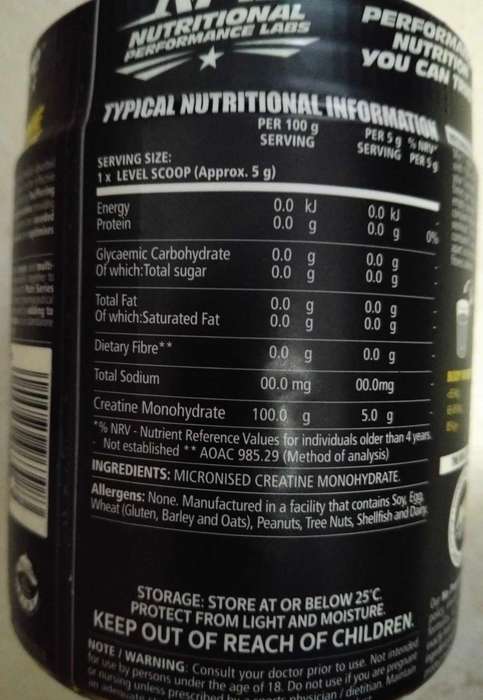 NUTRITIONAL
PERFORMANCE LABS
YOU CAN
TYPICAL NUTRITIONAL INFORMATION
PER 100 g PER 5 g % NRV*
SERVING SERVING PER 5 g
SERVING SIZE:
1 x LEVEL SCOOP (Approx. 5 g)
Energy 0.0 kJ 0.0 kJ
Protein 0.0 g 0.0 g 0%
Glycaemic Carbohydrate 0.0 g 0.0 g
Of which:Total sugar 0.0 g 0.0 g
Total Fat 0.0 g 0.0 g
Of which:Saturated Fat 0.0 g 0.0 g
Dietary Fibre** 0.0 g 0.0 g
Total Sodium 00.0 mg 00.0mg
Creatine Monohydrate 100.0 g 5.0 g
*% NRV - Nutrient Reference Values for individuals older than 4 years.
- Not established ** AOAC 985.29 (Method of analysis)
INGREDIENTS: MICRONISED CREATINE MONOHYDRATE.
Allergens: None. Manufactured in a facility that contains Soy, Egg,
Wheat (Gluten, Barley and Oats), Peanuts, Tree Nuts, Shellfish and Dairy.
STORAGE: STORE AT OR BELOW 25°C.
PROTECT FROM LIGHT AND MOISTURE.
KEEP OUT OF REACH OF CHILDREN.
NOTE / WARNING: Consult your doctor prior to use. Not intended
for use by persons under the age of 18. Do not use if you are pregnant
or nursing unless prescribed by a sports physician / dietitian. Maintain